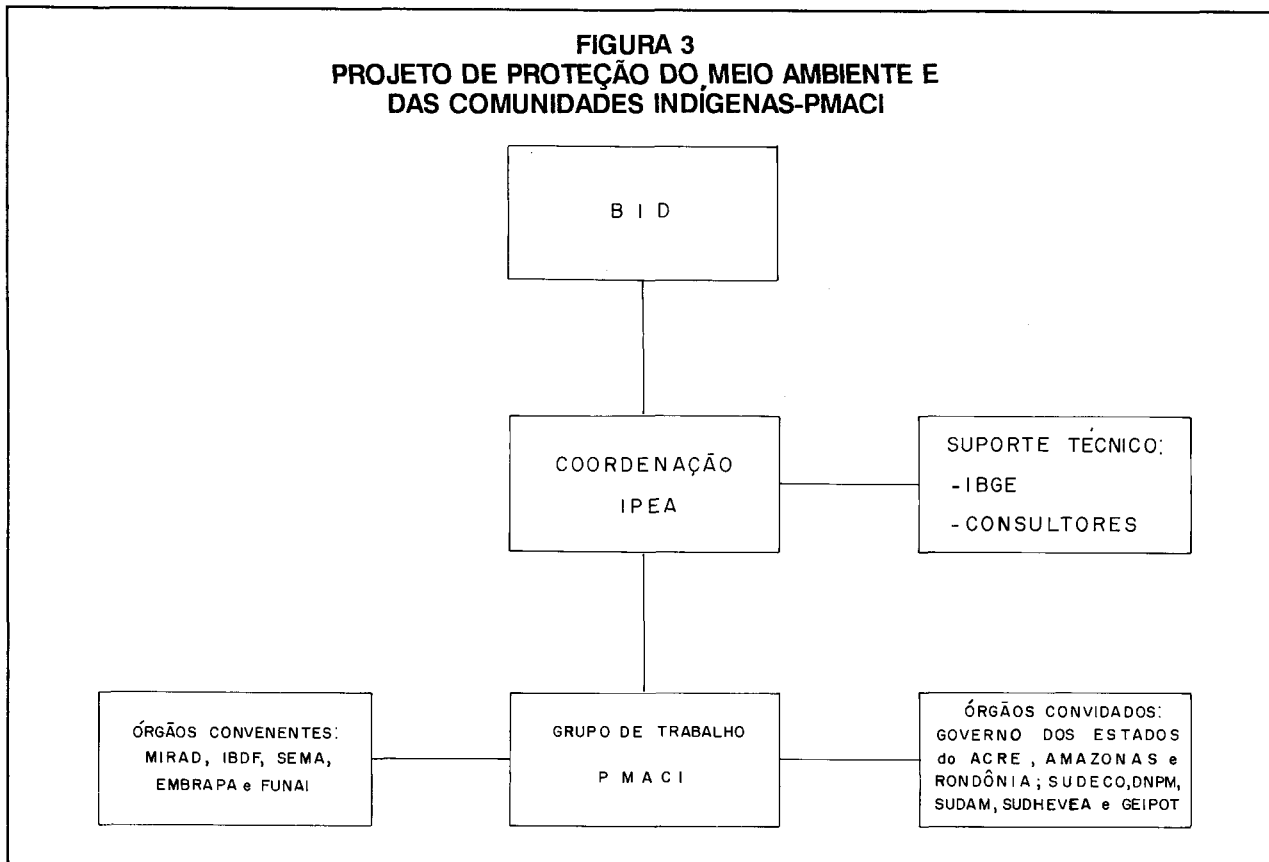 FIGURA 3
PROJETO DE PROTEÇÃO DO MEIO AMBIENTE E
DAS COMUNIDADES INDÍGENAS-PMACI
BID
COORDENAÇÃO
IPEA
SUPORTE TÉCNICO:
-IBGE
-CONSULTORES
ÓRGÃOS CONVENENTES:
MIRAD, IBDF, SEMA,
EMBRAPA e FUNAI
GRUPO DE TRABALHO
PMACI
ÓRGÃOS CONVIDADOS:
GOVERNO DOS ESTADOS
do ACRE, AMAZONAS e
RONDÔNIA; SUDECO, DNPM,
SUDAM, SUDHEVEA e GEIPOT